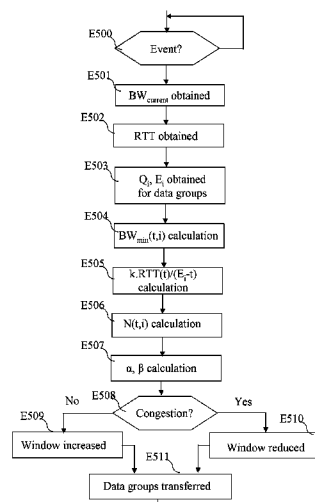 E500
Event?
E501
BWcurrent obtained
E502
RTT obtained
E503
Qi, Ei obtained
for data groups
E504
BWmin(t,i) calculation
E505
k.RTT(t)/(Ei-t)
calculation
E506
N(t,i) calculation
E507
α, β calculation
E508
Congestion?
No
Yes
E509
E510
Window increased
Window reduced
E511
Data groups transferred